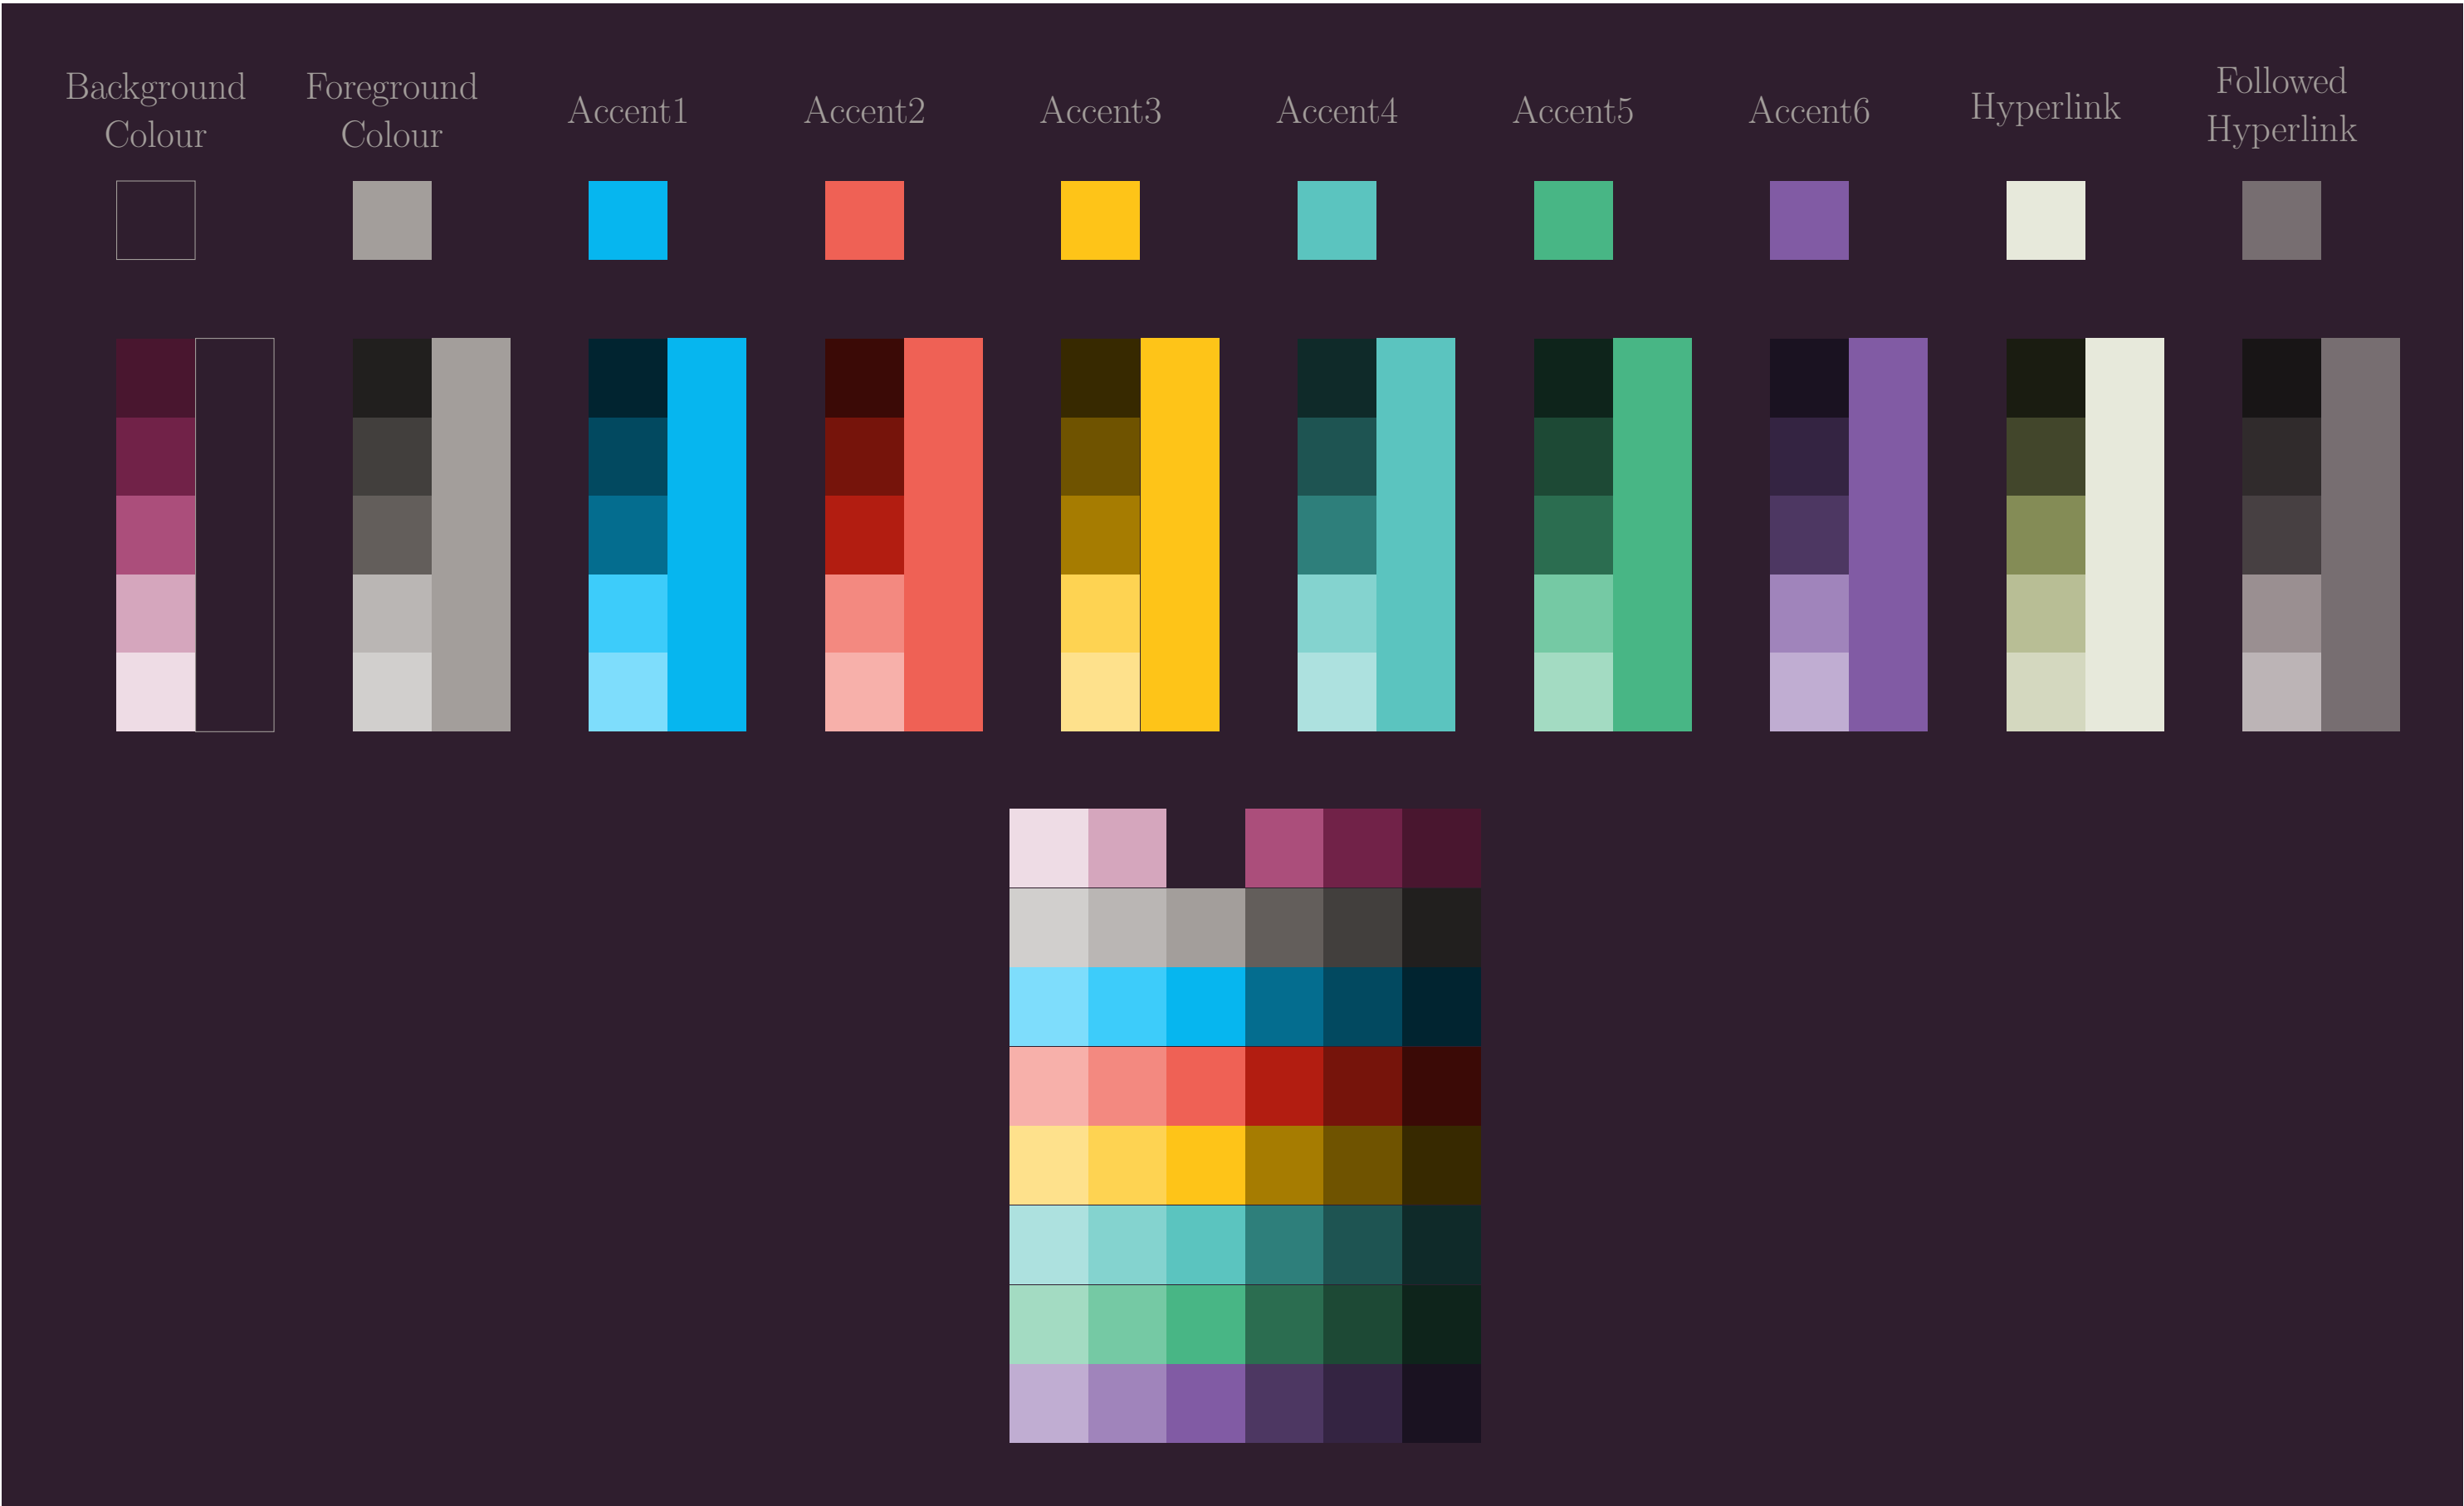 Background
Colour
Foreground
Colour
Accent1
Accent2
Accent3
Accent4
Accent5
Accent6
Hyperlink
Followed
Hyperlink